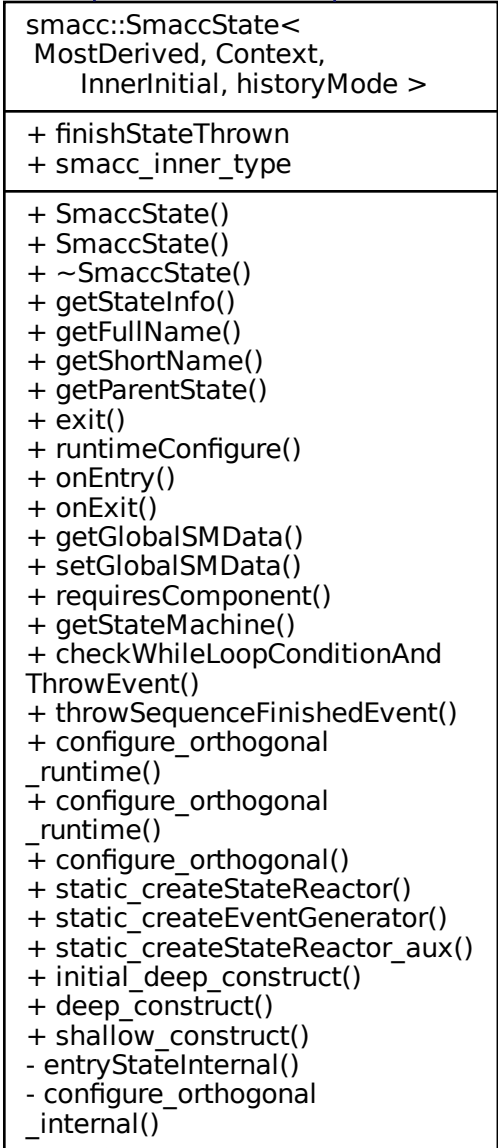 smacc::SmaccState<
MostDerived, Context,
InnerInitial, historyMode >
+ finishStateThrown
+ smacc_inner_type
+ SmaccState()
+ SmaccState()
+ ~SmaccState()
+ getStateInfo()
+ getFullName()
+ getShortName()
+ getParentState()
+ exit()
+ runtimeConfigure()
+ onEntry()
+ onExit()
+ getGlobalSMData()
+ setGlobalSMData()
+ requiresComponent()
+ getStateMachine()
+ checkWhileLoopConditionAnd
ThrowEvent()
+ throwSequenceFinishedEvent()
+ configure_orthogonal
_runtime()
+ configure_orthogonal
_runtime()
+ configure_orthogonal()
+ static_createStateReactor()
+ static_createEventGenerator()
+ static_createStateReactor_aux()
+ initial_deep_construct()
+ deep_construct()
+ shallow_construct()
- entryStateInternal()
- configure_orthogonal
_internal()